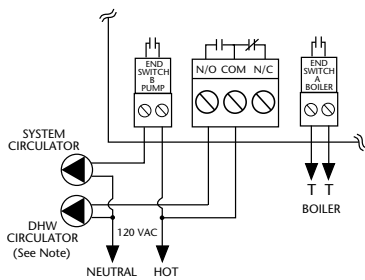 END
SWITCH
B
PUMP
N/O COM N/C
END
SWITCH
A
BOILER
SYSTEM
CIRCULATOR
DHW
CIRCULATOR
(See Note)
120 VAC
T T
BOILER
NEUTRAL HOT